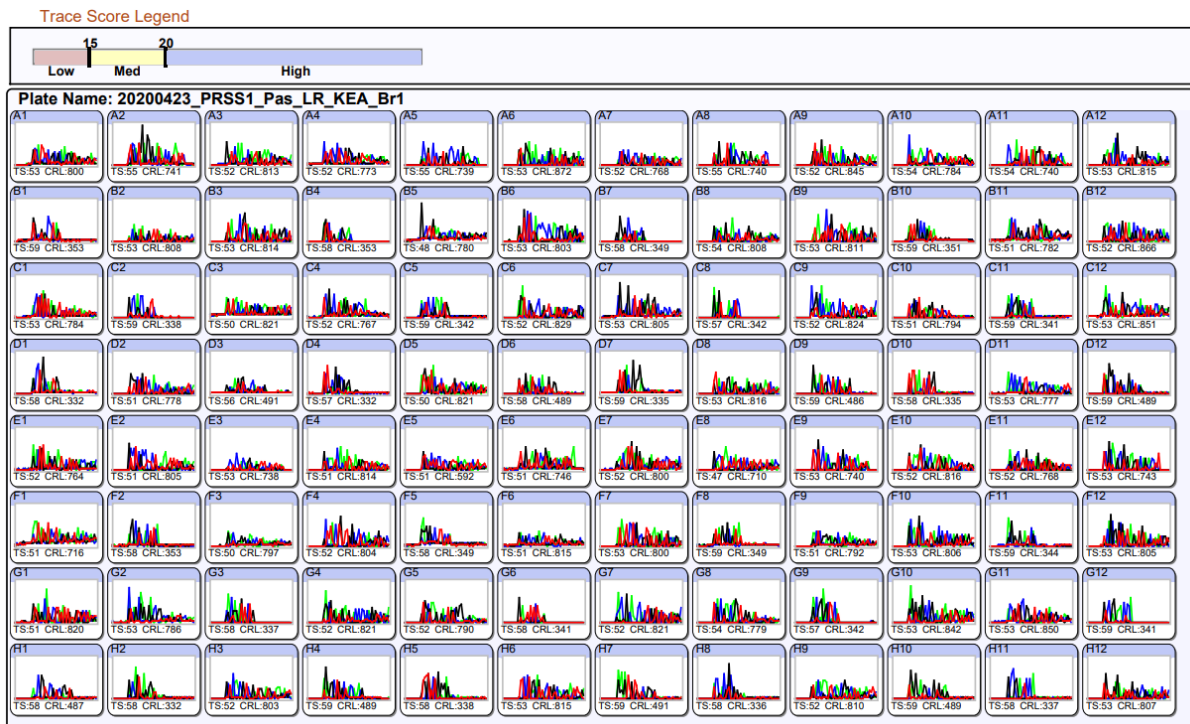 Trace Score Legend
15 20
Low Med High
Plate Name: 20200423_PRSS1_Pas_LR_KEA_Br1
A1 A2 A3 A4 A5 A6 A7 A8 A9 A10 A11 A12
TS:53 CRL:800 TS:55 CRL:741 TS:52 CRL:813 TS:52 CRL:773 TS:55 CRL:739 TS:53 CRL:872 TS:52 CRL:768 TS:55 CRL:740 TS:52 CRL:845 TS:54 CRL:784 TS:54 CRL:740 TS:53 CRL:815
B1 B2 B3 B4 B5 B6 B7 B8 B9 B10 B11 B12
TS:59 CRL:353 TS:53 CRL:808 TS:53 CRL:814 TS:58 CRL:353 TS:48 CRL:780 TS:53 CRL:803 TS:58 CRL:349 TS:54 CRL:808 TS:53 CRL:811 TS:59 CRL:351 TS:51 CRL:782 TS:52 CRL:866
C1 C2 C3 C4 C5 C6 C7 C8 C9 C10 C11 C12
TS:53 CRL:784 TS:59 CRL:338 TS:50 CRL:821 TS:52 CRL:767 TS:59 CRL:342 TS:52 CRL:829 TS:53 CRL:805 TS:57 CRL:342 TS:52 CRL:824 TS:51 CRL:794 TS:59 CRL:341 TS:53 CRL:851
D1 D2 D3 D4 D5 D6 D7 D8 D9 D10 D11 D12
TS:58 CRL:332 TS:51 CRL:778 TS:56 CRL:491 TS:57 CRL:332 TS:50 CRL:821 TS:58 CRL:489 TS:59 CRL:335 TS:53 CRL:816 TS:59 CRL:486 TS:58 CRL:335 TS:53 CRL:777 TS:59 CRL:489
E1 E2 E3 E4 E5 E6 E7 E8 E9 E10 E11 E12
TS:52 CRL:764 TS:51 CRL:805 TS:53 CRL:738 TS:51 CRL:814 TS:51 CRL:592 TS:51 CRL:746 TS:52 CRL:800 TS:47 CRL:710 TS:53 CRL:740 TS:52 CRL:816 TS:52 CRL:768 TS:53 CRL:743
F1 F2 F3 F4 F5 F6 F7 F8 F9 F10 F11 F12
TS:51 CRL:716 TS:58 CRL:353 TS:50 CRL:797 TS:52 CRL:804 TS:58 CRL:349 TS:51 CRL:815 TS:53 CRL:800 TS:59 CRL:349 TS:51 CRL:792 TS:53 CRL:806 TS:59 CRL:344 TS:53 CRL:805
G1 G2 G3 G4 G5 G6 G7 G8 G9 G10 G11 G12
TS:51 CRL:820 TS:53 CRL:786 TS:58 CRL:337 TS:52 CRL:821 TS:52 CRL:790 TS:58 CRL:341 TS:52 CRL:821 TS:54 CRL:779 TS:57 CRL:342 TS:53 CRL:842 TS:53 CRL:850 TS:59 CRL:341
H1 H2 H3 H4 H5 H6 H7 H8 H9 H10 H11 H12
TS:58 CRL:487 TS:58 CRL:332 TS:52 CRL:803 TS:59 CRL:489 TS:58 CRL:338 TS:53 CRL:815 TS:59 CRL:491 TS:58 CRL:336 TS:52 CRL:810 TS:59 CRL:489 TS:58 CRL:337 TS:53 CRL:807